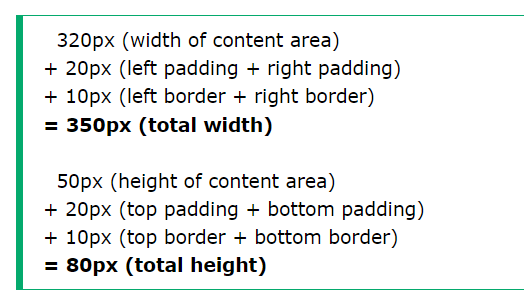 320px (width of content area)
+ 20px (left padding + right padding)
+ 10px (left border + right border)
= 350px (total width)
50px (height of content area)
+ 20px (top padding + bottom padding)
+ 10px (top border + bottom border)
= 80px (total height)